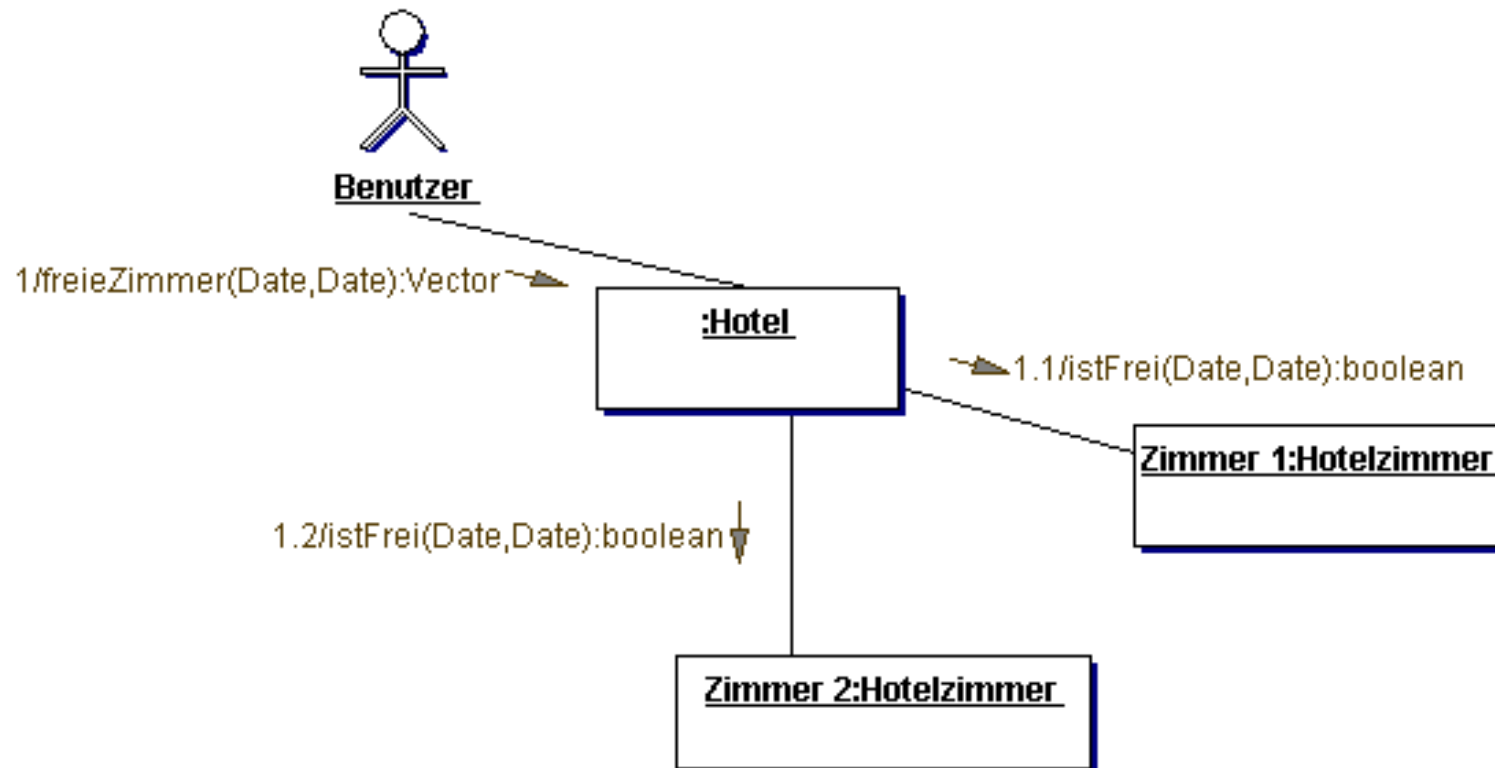 Benutzer
1/freieZimmer(Date,Date):Vector
:Hotel
1.1/istFrei(Date,Date):boolean
Zimmer 1:Hotelzimmer
1.2/istFrei(Date,Date):boolean
Zimmer 2:Hotelzimmer